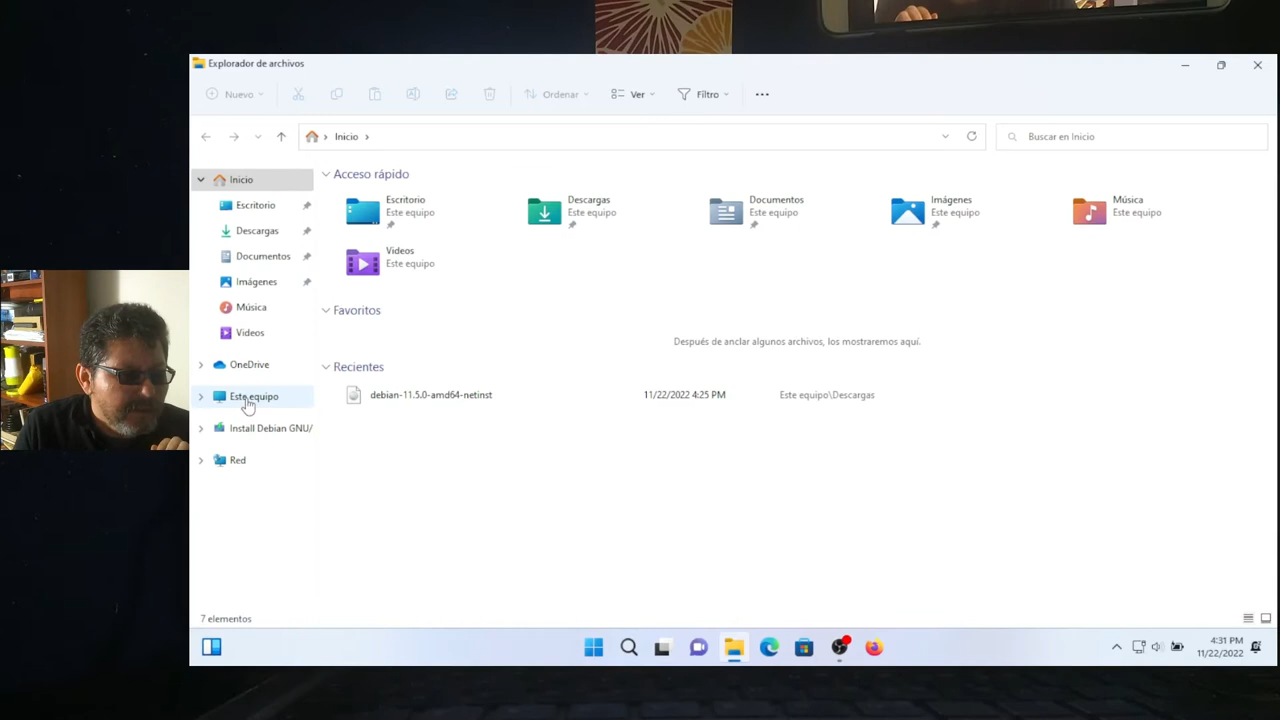 Explorador de archivos
Nuevo
Ordenar
Ver
Filtro
Inicio
Buscar en Inicio
Inicio
Escritorio
Descargas
Documentos
Imágenes
Música
Videos
OneDrive
Este equipo
Install Debian GNU/
Red
Acceso rápido
Escritorio
Este equipo
Descargas
Este equipo
Documentos
Este equipo
Imágenes
Este equipo
Música
Este equipo
Videos
Este equipo
Favoritos
Después de anclar algunos archivos, los mostraremos aquí.
Recientes
debian-11.5.0-amd64-netinst 11/22/2022 4:25 PM Este equipo\Descargas
7 elementos
4:31 PM
11/22/2022